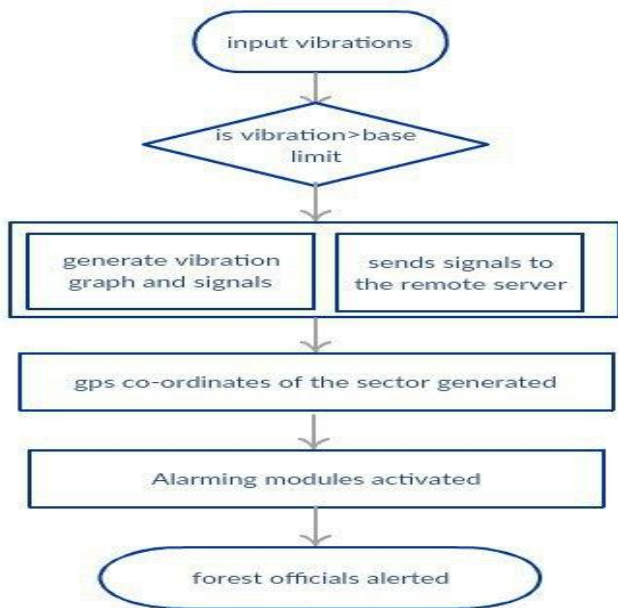 input vibrations
is vibration>base
limit
generate vibration
graph and signals
sends signals to
the remote server
gps co-ordinates of the sector generated
Alarming modules activated
forest officials alerted